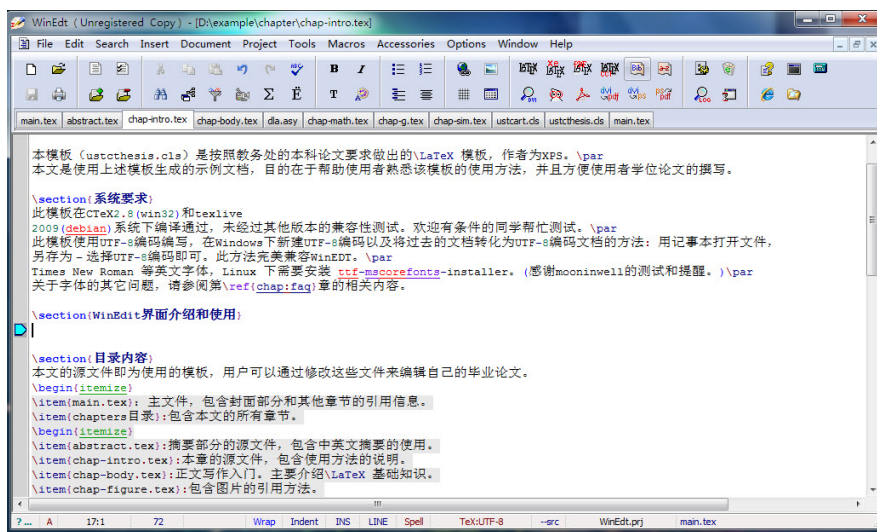 WinEdt (Unregistered Copy) - [D:\example\chapter\chap-intro.tex]
File Edit Search Insert Document Project Tools Macros Accessories Options Window Help
main.tex abstract.tex chap-intro.tex chap-body.tex dla.asy chap-math.tex chap-g.tex chap-sim.tex ustcart.cls ustcthesis.cls main.tex
本模板（ustcthesis.cls）是按照教务处的本科论文要求做出的\LaTeX 模板，作者为XPS。\par
本文是使用上述模板生成的示例文档，目的在于帮助使用者熟悉该模板的使用方法，并且方便使用者学位论文的撰写。
\section{系统要求}
此模板在CTeX2.8(win32)和texlive
2009(debian)系统下编译通过，未经过其他版本的兼容性测试。欢迎有条件的同学帮忙测试。\par
此模板使用UTF-8编码编写，在Windows下新建UTF-8编码以及将过去的文档转化为UTF-8编码文档的方法：用记事本打开文件，
另存为－选择UTF-8编码即可。此方法完美兼容WinEDT。\par
Times New Roman 等英文字体，Linux 下需要安装 ttf-mscorefonts-installer. (感谢mooninwell的测试和提醒。)\par
关于字体的其它问题，请参阅第\ref{chap:faq}章的相关内容。
\section{WinEdit界面介绍和使用}
\section{目录内容}
本文的源文件即为使用的模板，用户可以通过修改这些文件来编辑自己的毕业论文。
\begin{itemize}
\item{main.tex}: 主文件，包含封面部分和其他章节的引用信息。
\item{chapters目录}:包含本文的所有章节。
\begin{itemize}
\item{abstract.tex}:摘要部分的源文件，包含中英文摘要的使用。
\item{chap-intro.tex}:本章的源文件，包含使用方法的说明。
\item{chap-body.tex}:正文写作入门。主要介绍\LaTeX 基础知识。
\item{chap-figure.tex}:包含图片的引用方法。
?... A 17:1 72 Wrap Indent INS LINE Spell TeX:UTF-8 --src WinEdt.prj main.tex